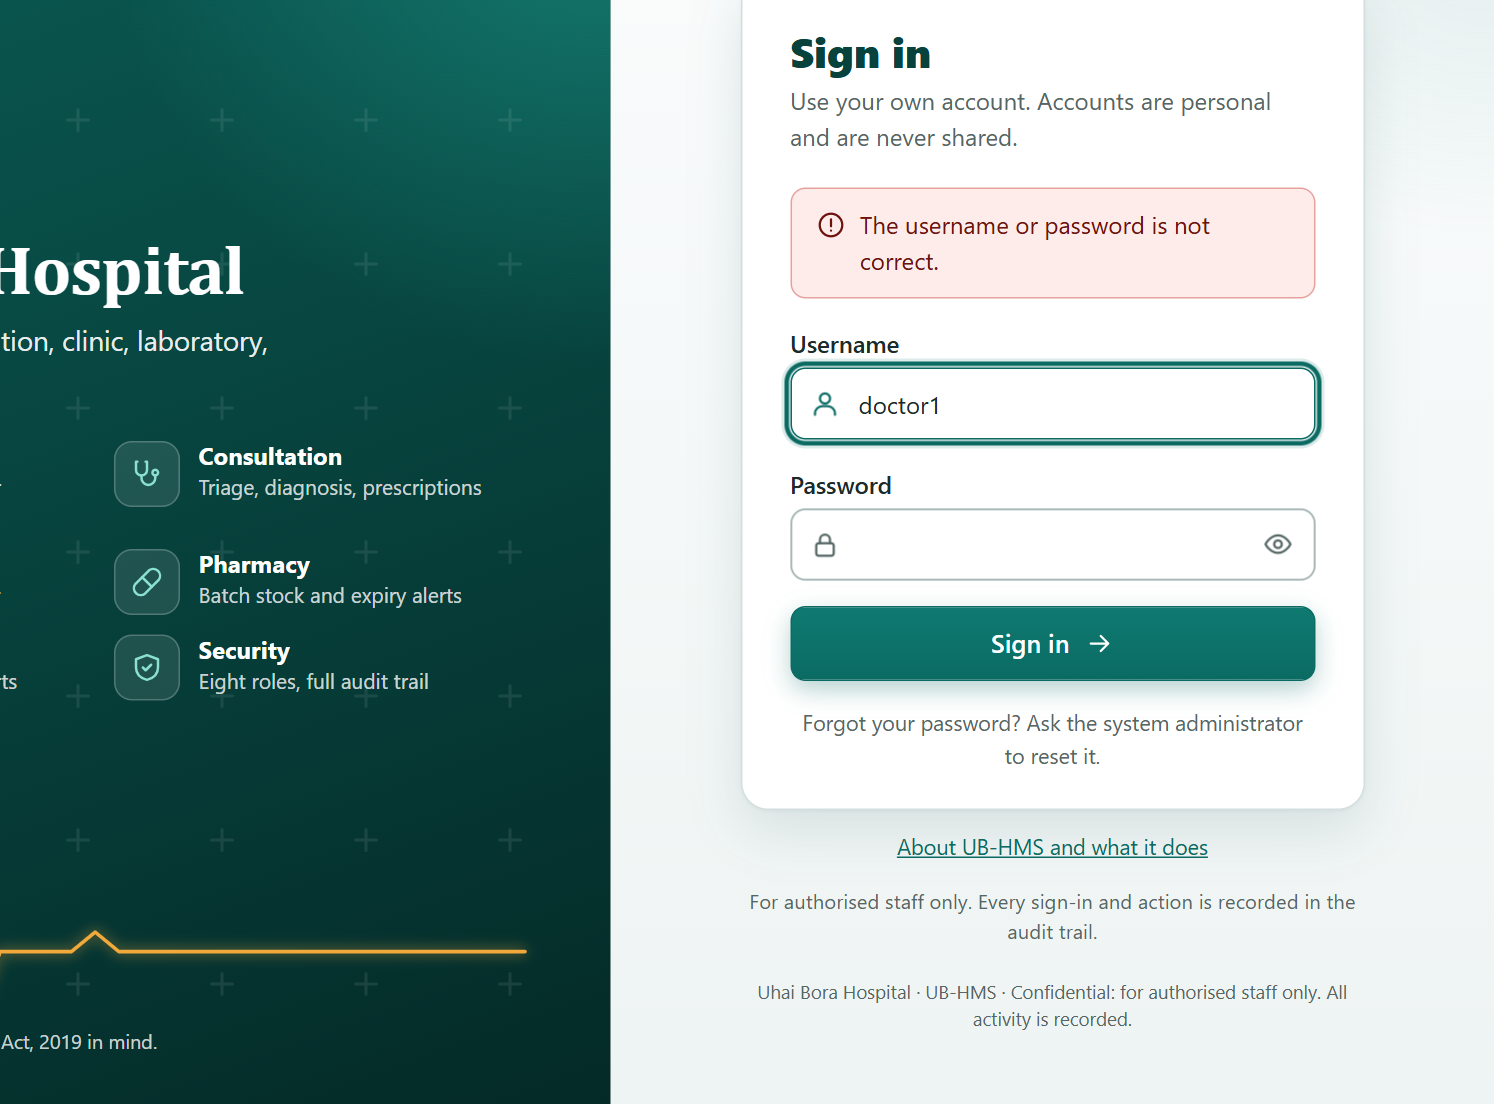 Hospital
tion, clinic, laboratory,
Consultation
Triage, diagnosis, prescriptions
Pharmacy
Batch stock and expiry alerts
Security
Eight roles, full audit trail
Act, 2019 in mind.
Sign in
Use your own account. Accounts are personal
and are never shared.
The username or password is not
correct.
Username
doctor1
Password
Sign in
Forgot your password? Ask the system administrator
to reset it.
About UB-HMS and what it does
For authorised staff only. Every sign-in and action is recorded in the
audit trail.
Uhai Bora Hospital · UB-HMS · Confidential: for authorised staff only. All
activity is recorded.